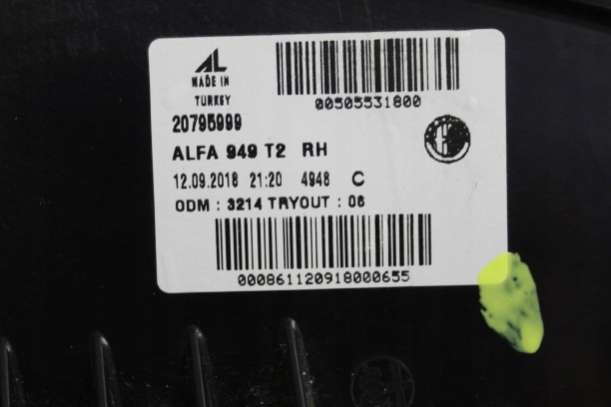 AL
MADE IN
TURKEY
00505531800
20795999
ALFA 949 T2 RH
12.09.2018 21:20 4948 C
ODM : 3214 TRYOUT : 06
000861120918000655